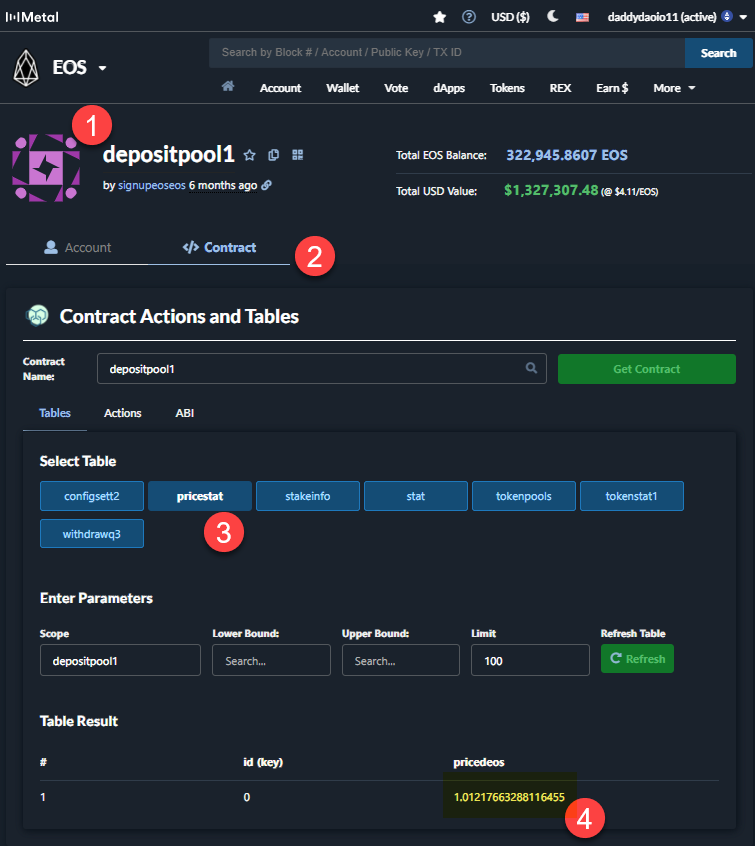 Metal
USD ($)
daddydaoio11 (active)
EOS
Search by Block # / Account / Public Key / TX ID
Search
Account Wallet Vote dApps Tokens REX Earn $ More
1
depositpool1
by signupeoseos 6 months ago
Total EOS Balance: 322,945.8607 EOS
Total USD Value: $1,327,307.48 (@ $4.11/EOS)
Account
</> Contract
2
Contract Actions and Tables
Contract
Name:
depositpool1
Get Contract
Tables Actions ABI
Select Table
configsett2 pricestat stakeinfo stat tokenpools tokenstat1
withdrawq3
3
Enter Parameters
Scope Lower Bound: Upper Bound: Limit Refresh Table
depositpool1 Search... Search... 100 Refresh
Table Result
# id (key) pricedeos
1 0 1.01217663288116455
4